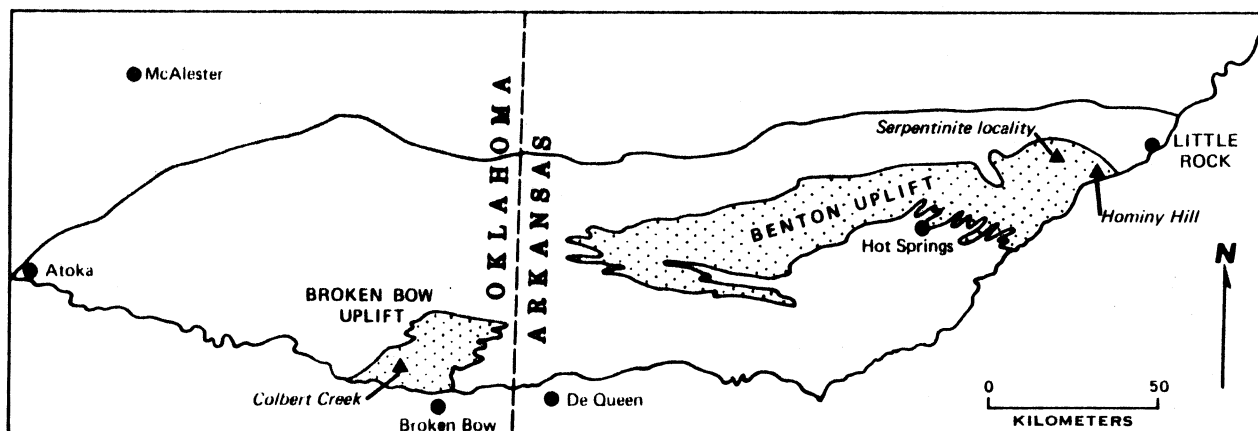 McAlester
OKLAHOMA
ARKANSAS
Serpentinite locality
LITTLE
ROCK
BENTON UPLIFT
Hominy Hill
Hot Springs
N
Atoka
BROKEN BOW
UPLIFT
Colbert Creek
De Queen
Broken Bow
0 50
KILOMETERS